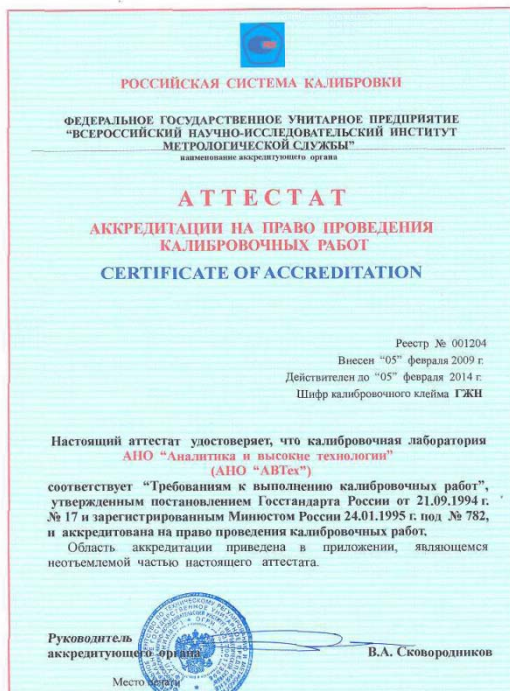 РОССИЙСКАЯ СИСТЕМА КАЛИБРОВКИ
ФЕДЕРАЛЬНОЕ ГОСУДАРСТВЕННОЕ УНИТАРНОЕ ПРЕДПРИЯТИЕ
“ВСЕРОССИЙСКИЙ НАУЧНО-ИССЛЕДОВАТЕЛЬСКИЙ ИНСТИТУТ
МЕТРОЛОГИЧЕСКОЙ СЛУЖБЫ”
наименование аккредитующего органа
АТТЕСТАТ
АККРЕДИТАЦИИ НА ПРАВО ПРОВЕДЕНИЯ
КАЛИБРОВОЧНЫХ РАБОТ
CERTIFICATE OF ACCREDITATION
Реестр № 001204
Внесен “05” февраля 2009 г.
Действителен до “05” февраля 2014 г.
Шифр калибровочного клейма ГЖН
Настоящий аттестат удостоверяет, что калибровочная лаборатория
АНО “Аналитика и высокие технологии”
(АНО “АВТех”)
соответствует “Требованиям к выполнению калибровочных работ”,
утвержденным постановлением Госстандарта России от 21.09.1994 г.
№ 17 и зарегистрированным Минюстом России 24.01.1995 г. под № 782,
и аккредитована на право проведения калибровочных работ.
Область аккредитации приведена в приложении, являющемся
неотъемлемой частью настоящего аттестата.
Руководитель
аккредитующего органа
В.А. Сковородников
Место печати